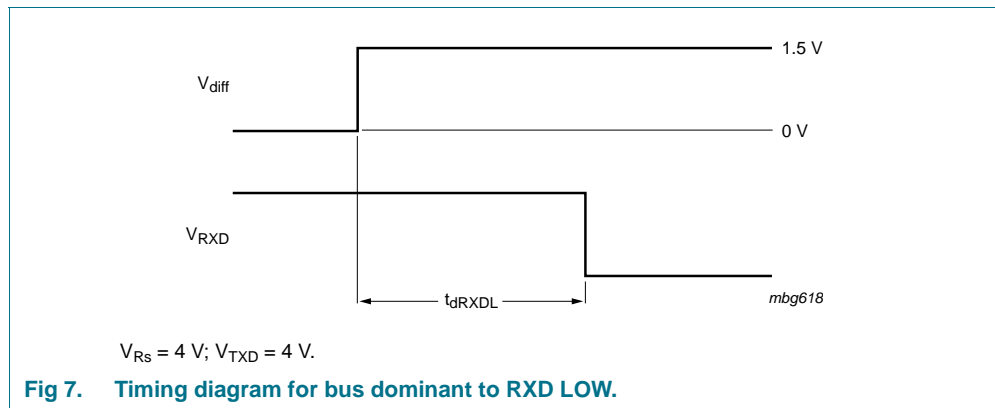 1.5 V
V_diff
0 V
V_RXD
t_dRXDL
mbg618
V_Rs = 4 V; V_TXD = 4 V.
Fig 7. Timing diagram for bus dominant to RXD LOW.